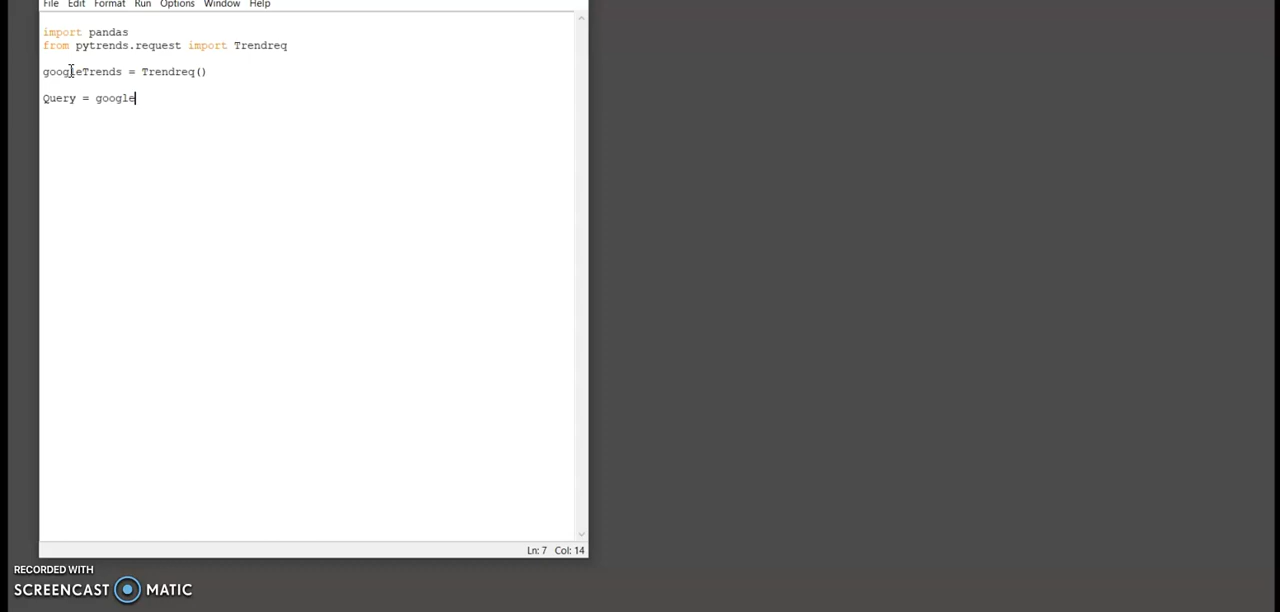 File Edit Format Run Options Window Help
import pandas
from pytrends.request import Trendreq
googleTrends = Trendreq()
Query = google
Ln: 7 Col: 14
RECORDED WITH
SCREENCAST MATIC